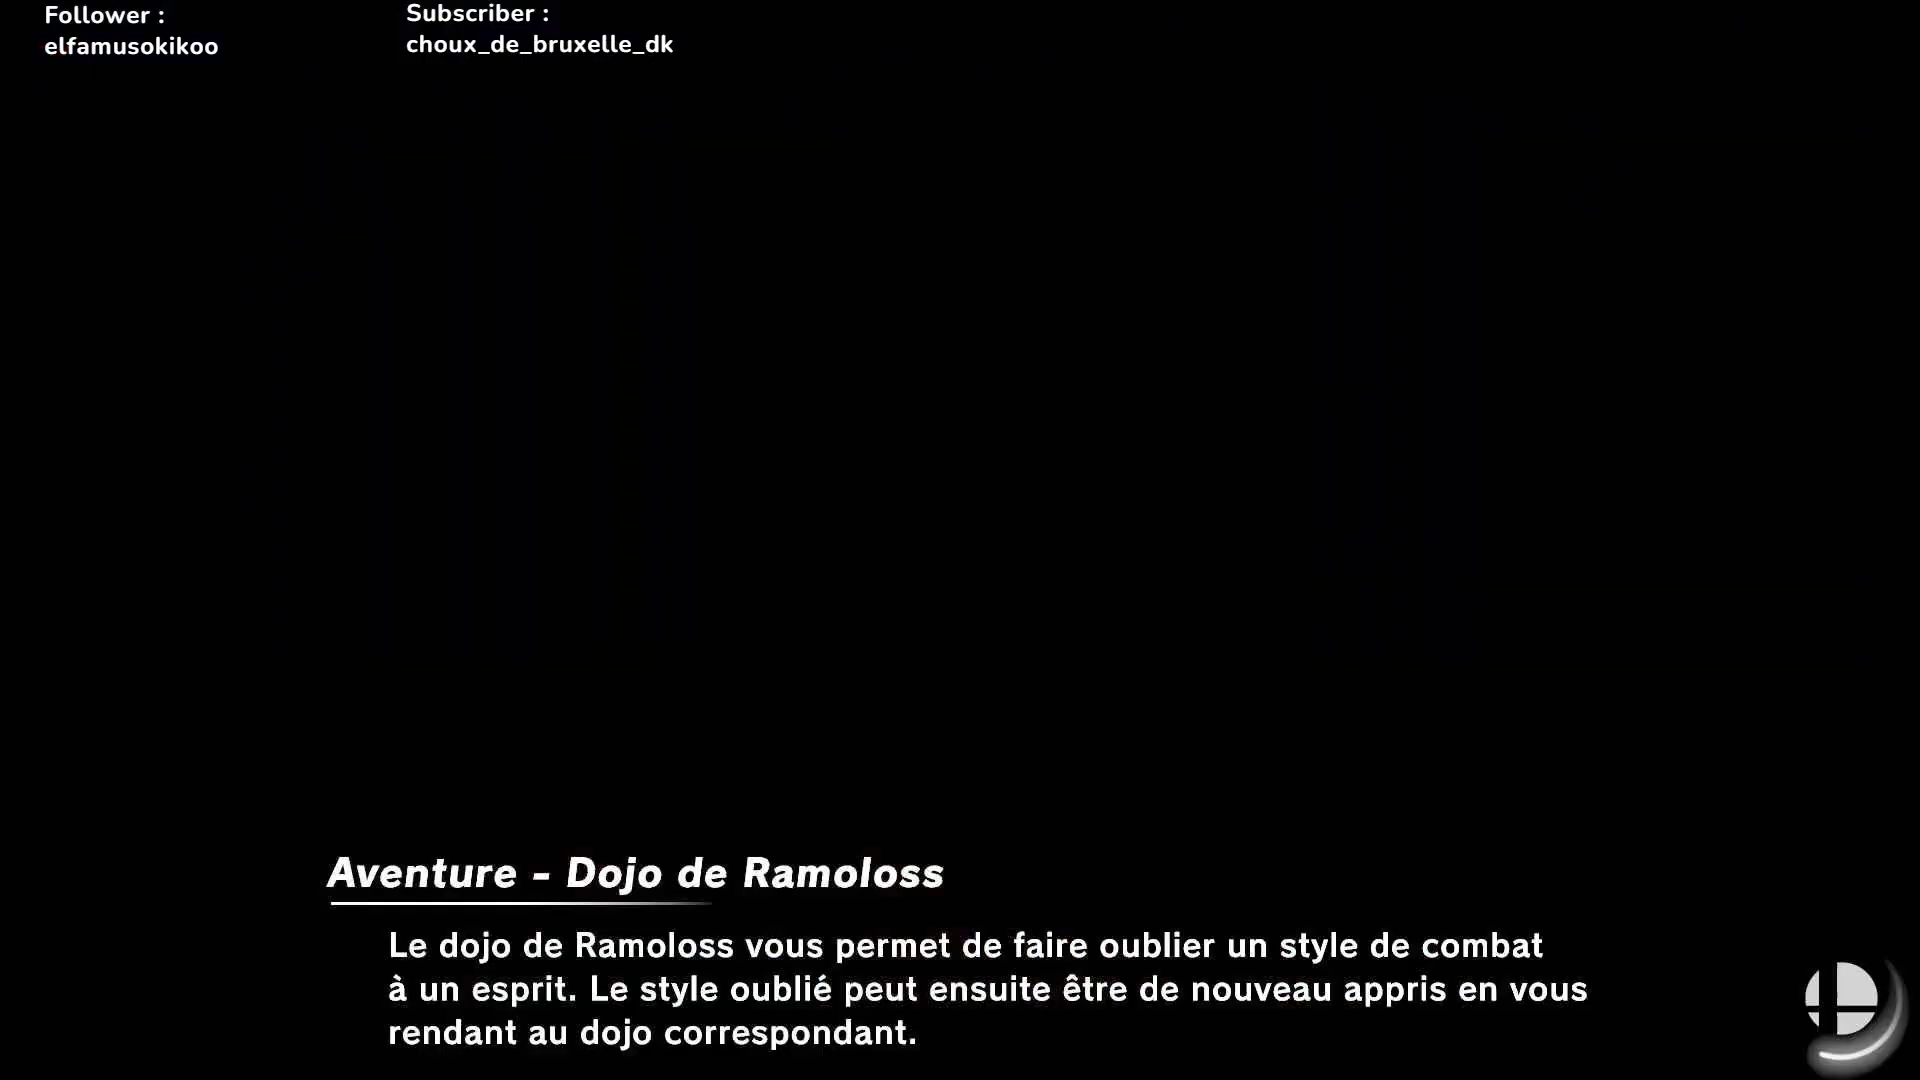 Follower :
elfamusokikoo
Subscriber :
choux_de_bruxelle_dk
Aventure - Dojo de Ramoloss
Le dojo de Ramoloss vous permet de faire oublier un style de combat
à un esprit. Le style oublié peut ensuite être de nouveau appris en vous
rendant au dojo correspondant.